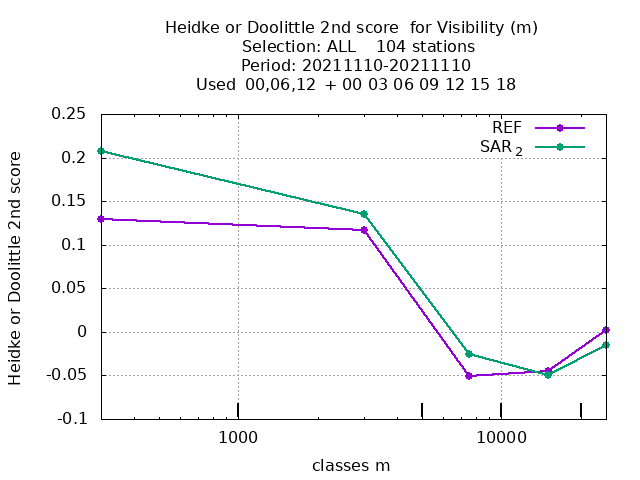 Heidke or Doolittle 2nd score  for Visibility (m)
Selection: ALL    104 stations
Period: 20211110-20211110
Used  00,06,12  + 00 03 06 09 12 15 18
REF
SAR 2
0.25
0.2
0.15
0.1
0.05
0
-0.05
-0.1
Heidke or Doolittle 2nd score
1000
10000
classes m